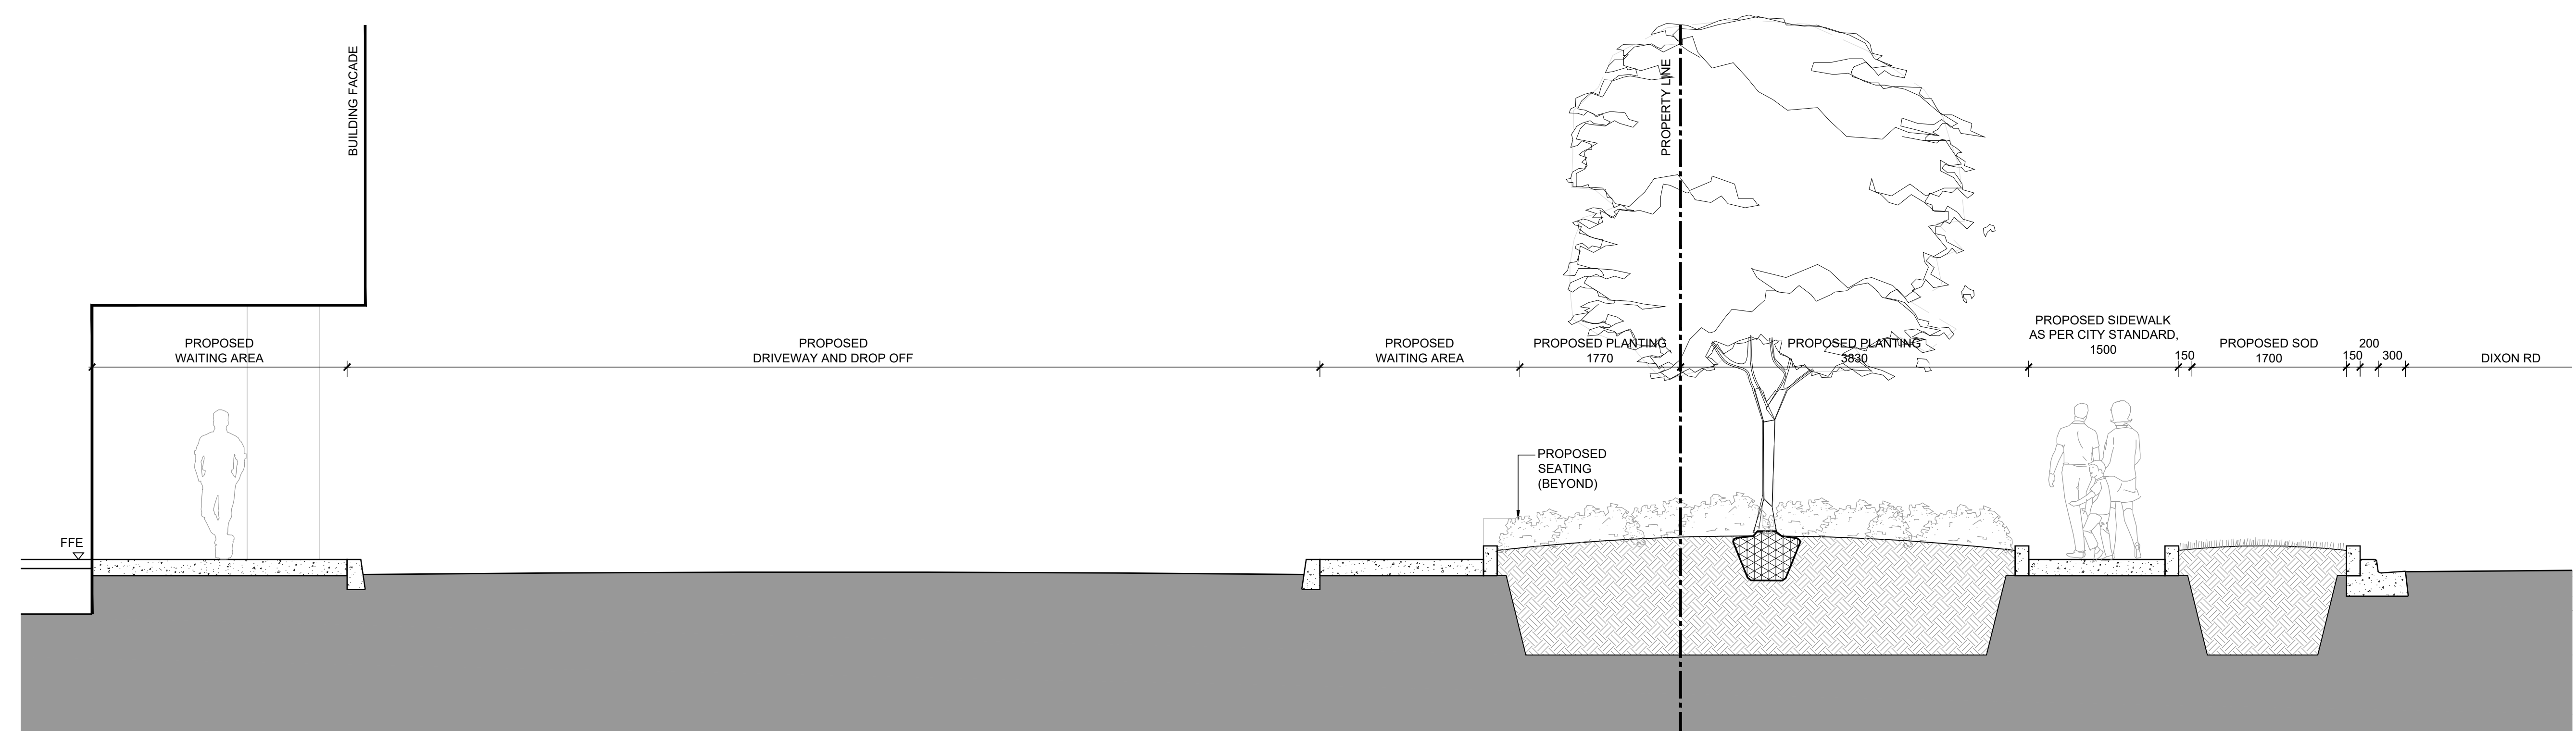 BUILDING FACADE
PROPERTY LINE
PROPOSED
WAITING AREA
PROPOSED
DRIVEWAY AND DROP OFF
PROPOSED
WAITING AREA
PROPOSED PLANTING
1770
PROPOSED PLANTING
3830
PROPOSED SIDEWALK
AS PER CITY STANDARD,
1500
150
PROPOSED SOD
1700
150
200
300
DIXON RD
PROPOSED
SEATING
(BEYOND)
FFE